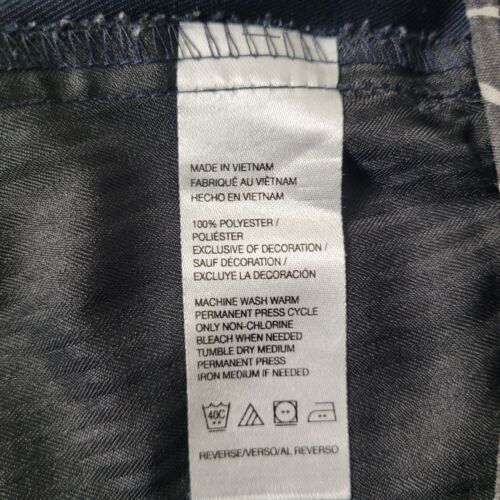 MADE IN VIETNAM
FABRIQUÉ AU VIÊTNAM
HECHO EN VIETNAM
100% POLYESTER /
POLIÉSTER
EXCLUSIVE OF DECORATION /
SAUF DÉCORATION /
EXCLUYE LA DECORACIÓN
MACHINE WASH WARM
PERMANENT PRESS CYCLE
ONLY NON-CHLORINE
BLEACH WHEN NEEDED
TUMBLE DRY MEDIUM
PERMANENT PRESS
IRON MEDIUM IF NEEDED
40C
REVERSE/VERSO/AL REVERSO